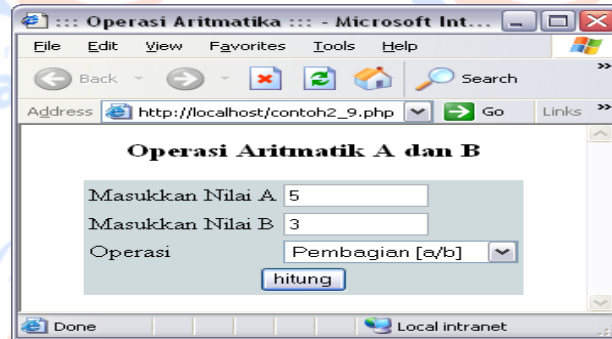 ::: Operasi Aritmatika ::: - Microsoft Int...
File Edit View Favorites Tools Help
Back Search »
Address http://localhost/contoh2_9.php Go Links »
Operasi Aritmatik A dan B
Masukkan Nilai A 5
Masukkan Nilai B 3
Operasi Pembagian [a/b]
hitung
Done Local intranet